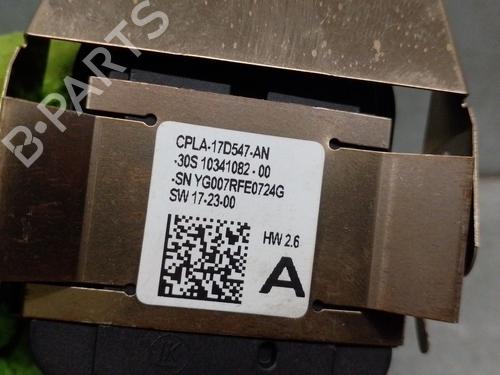 B-PARTS
CPLA-17D547-AN
-30S 10341082 - 00
-SN YG007RFE0724G
SW 17-23-00
HW 2.6
A
K